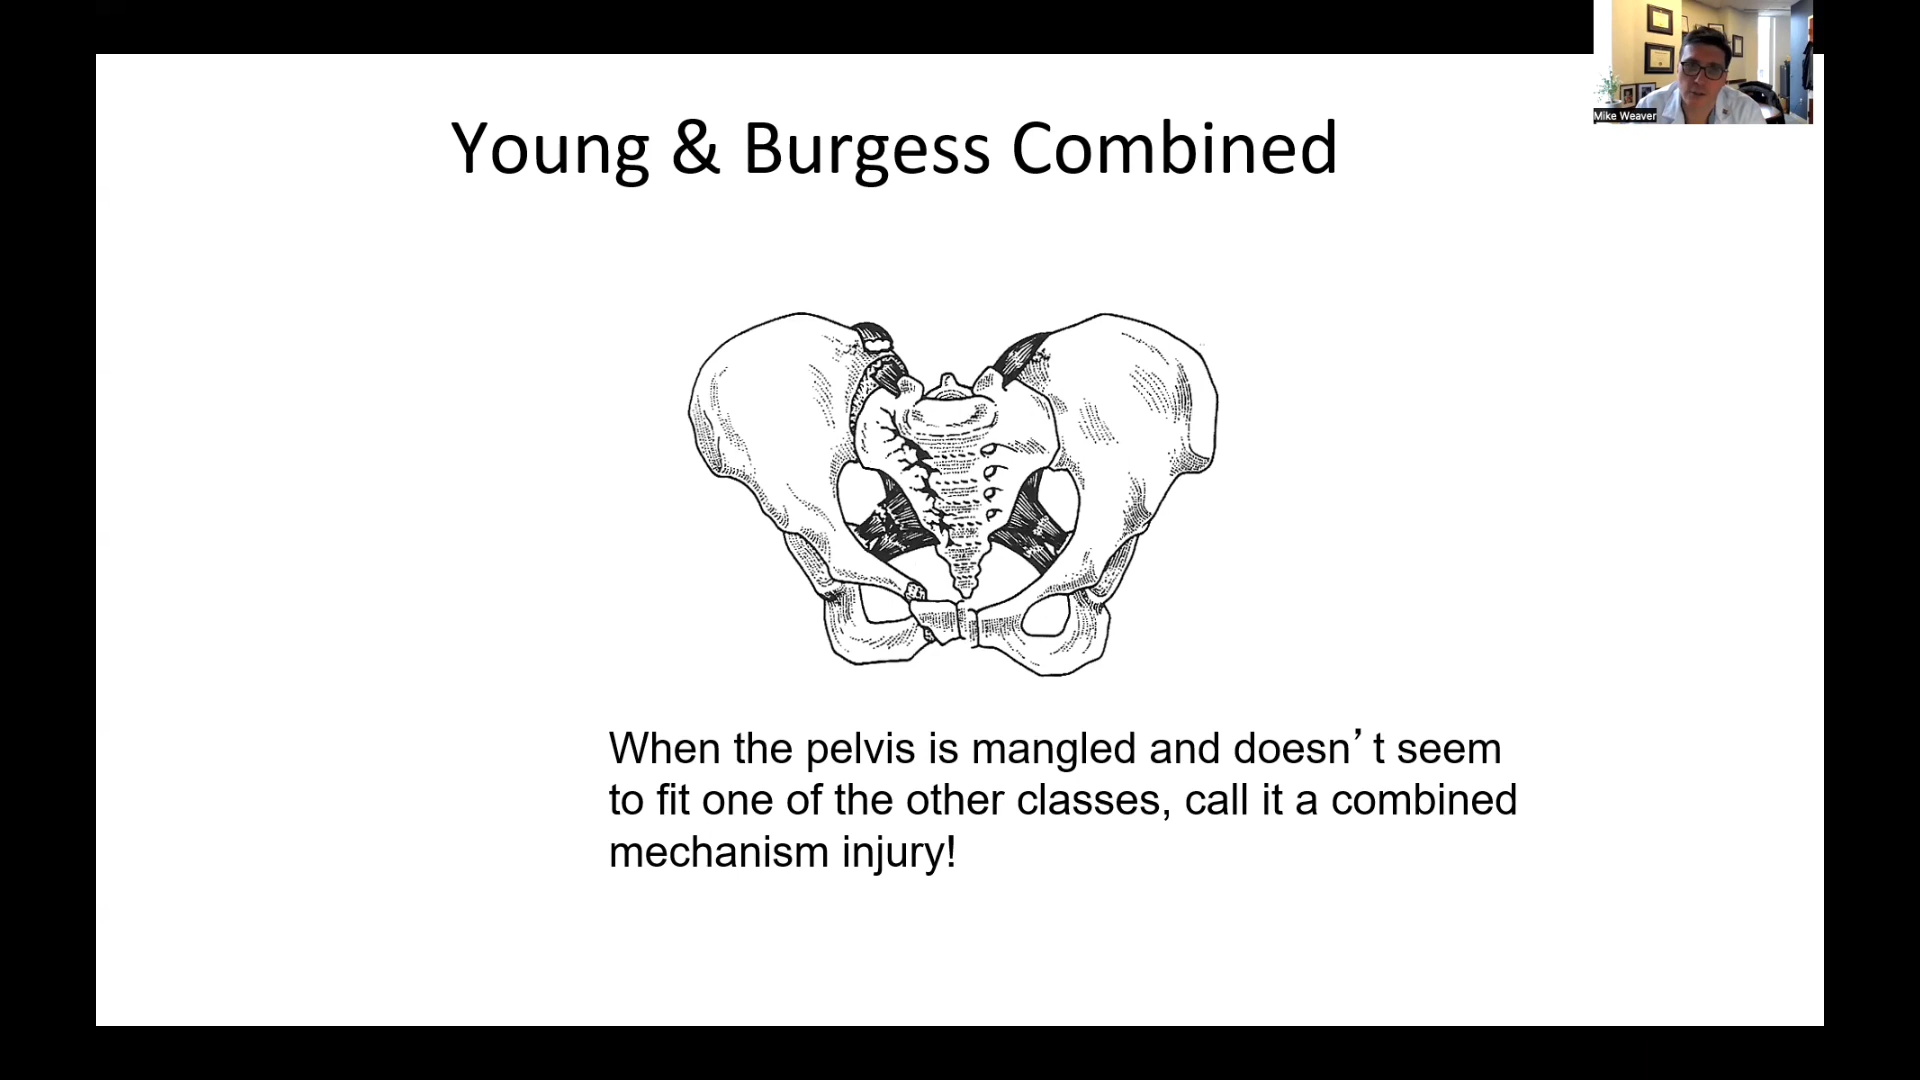 Mike Weaver
Young & Burgess Combined
When the pelvis is mangled and doesn’t seem
to fit one of the other classes, call it a combined
mechanism injury!